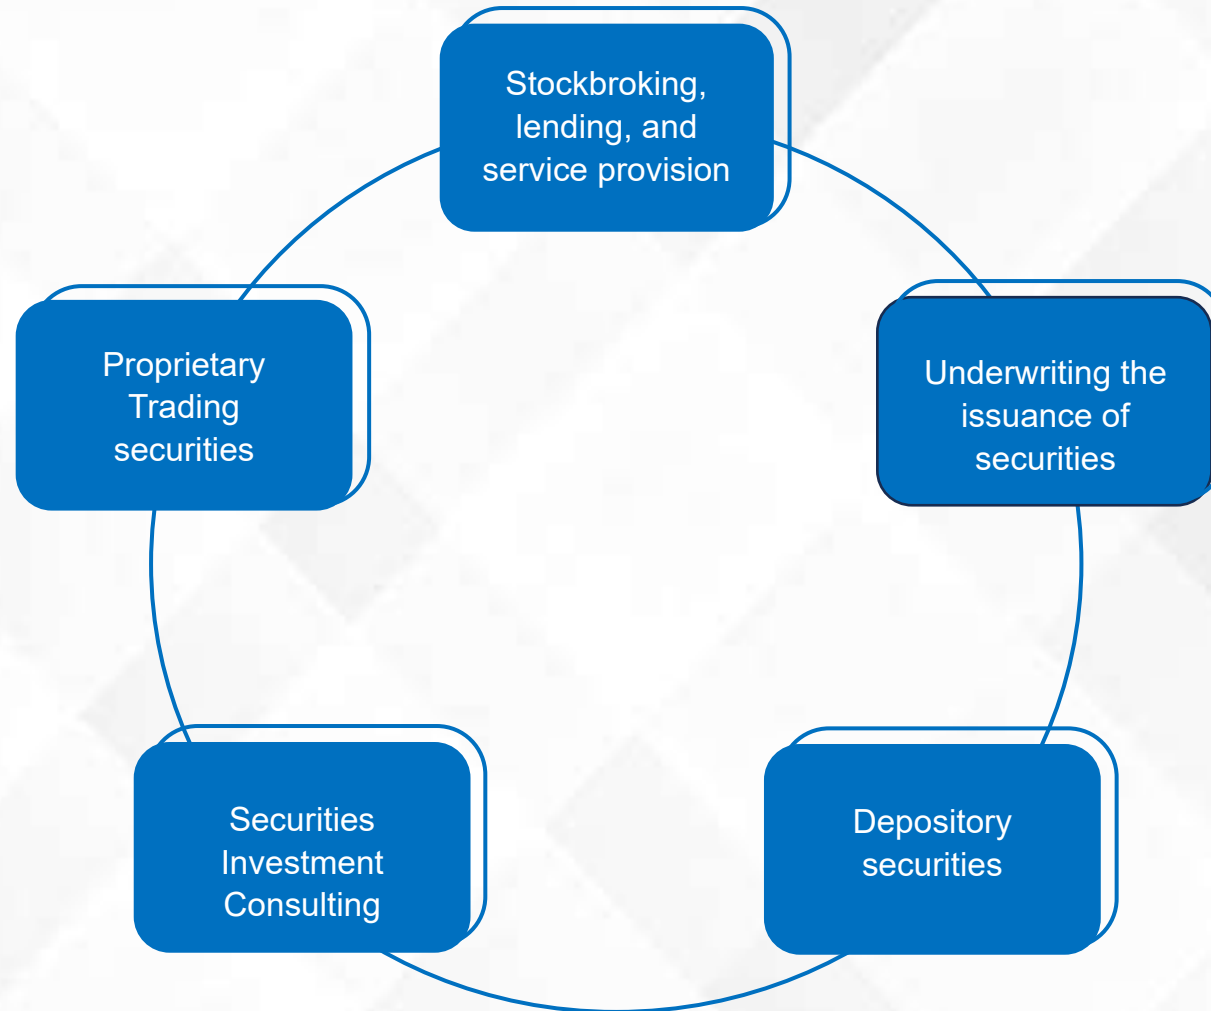 Stockbroking,
lending, and
service provision
Proprietary
Trading
securities
Underwriting the
issuance of
securities
Securities
Investment
Consulting
Depository
securities